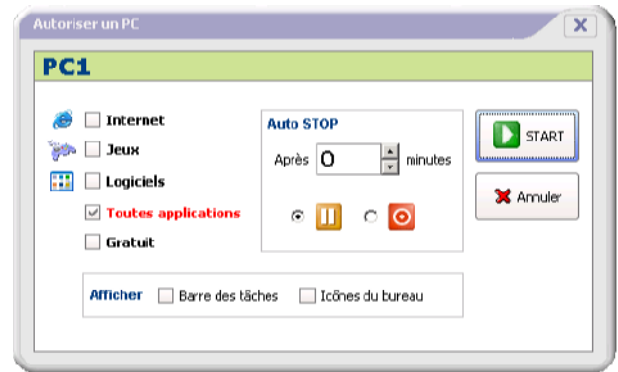 Autoriser un PC
PC1
Internet
Jeux
Logiciels
Toutes applications
Gratuit
Auto STOP
Après 0 minutes
START
Annuler
Afficher Barre des tâches Icônes du bureau